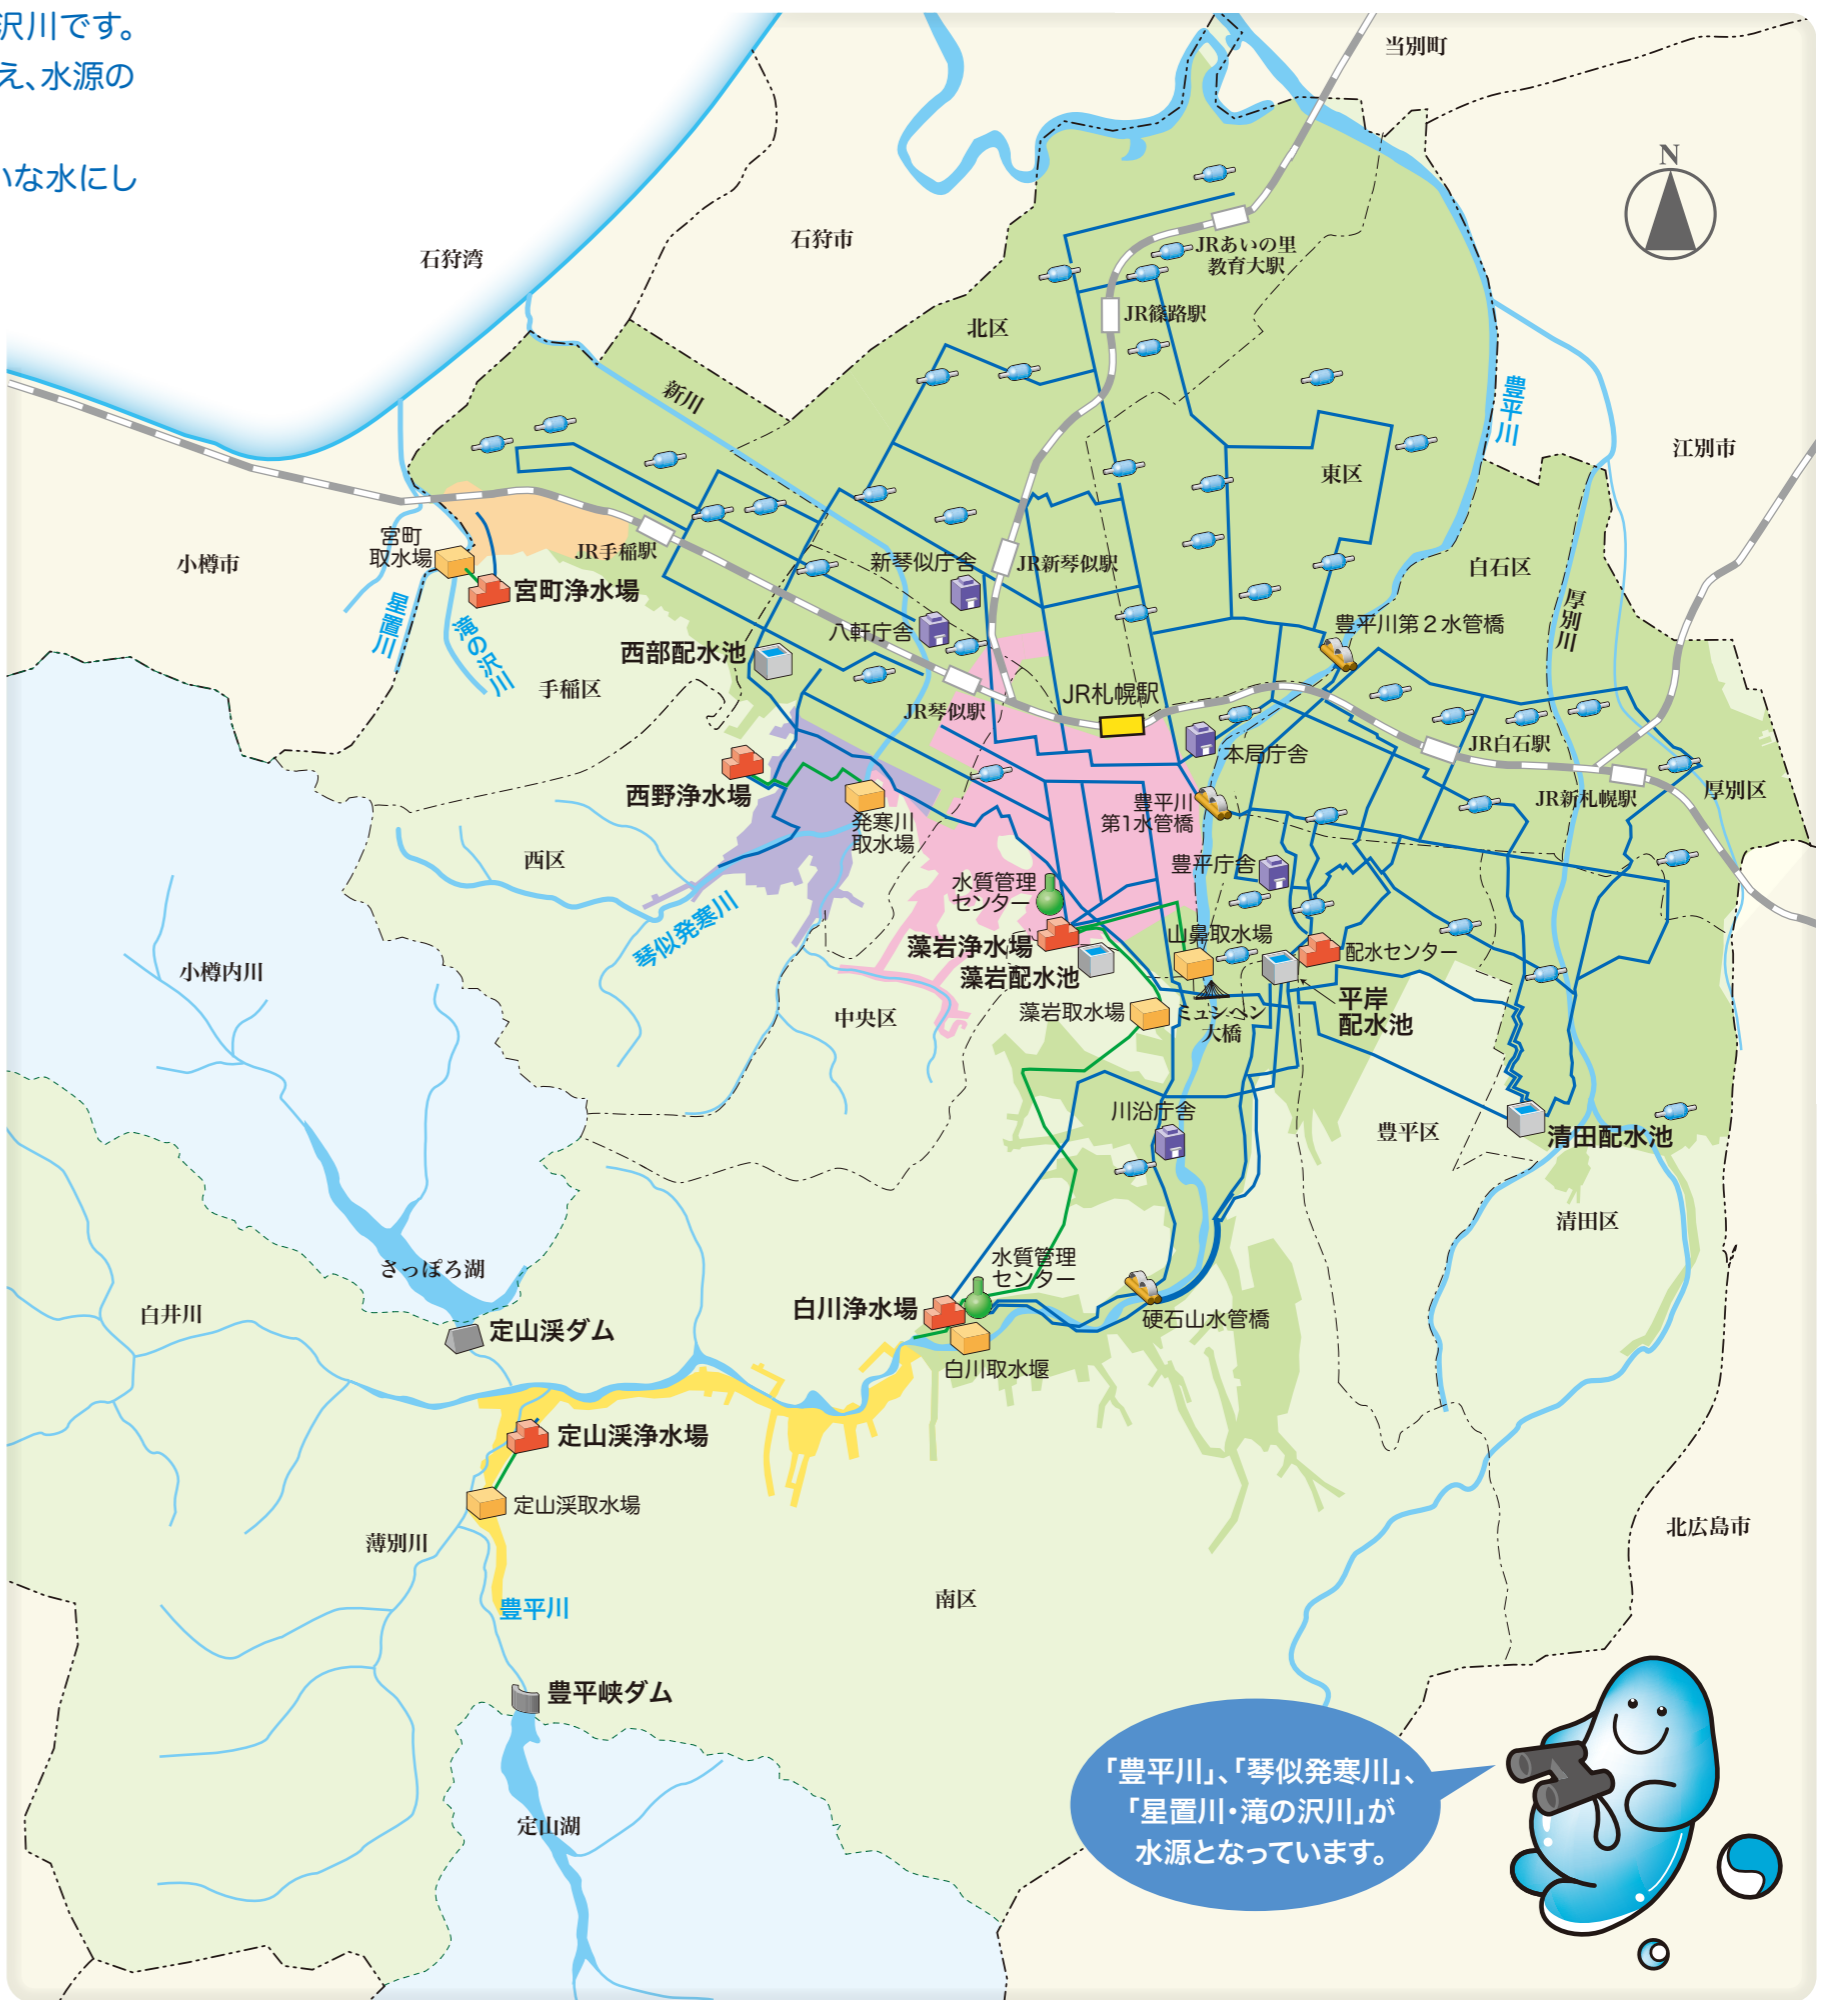 沢川です。
え、水源の
いな水にし
当別町
N
石狩市
石狩湾
JRあいの里
教育大駅
JR篠路駅
北区
新川
豊平川
江別市
東区
小樽市
宮町
取水場
JR手稲駅
宮町浄水場
新琴似庁舎
JR新琴似駅
白石区
厚別川
星置川
滝の沢川
八軒庁舎
豊平川第2水管橋
西部配水池
手稲区
JR札幌駅
JR琴似駅
本局庁舎
JR白石駅
西野浄水場
豊平川
第1水管橋
JR新札幌駅
厚別区
発寒川
取水場
西区
豊平庁舎
水質管理
センター
琴似発寒川
藻岩浄水場
山鼻取水場
配水センター
藻岩配水池
小樽内川
平岸
配水池
藻岩取水場
ミュンヘン
大橋
中央区
川沿庁舎
豊平区
清田配水池
清田区
さっぽろ湖
水質管理
センター
白井川
白川浄水場
硬石山水管橋
定山渓ダム
白川取水堰
定山渓浄水場
定山渓取水場
薄別川
北広島市
南区
豊平川
豊平峡ダム
定山湖
「豊平川」、「琴似発寒川」、
「星置川・滝の沢川」が
水源となっています。